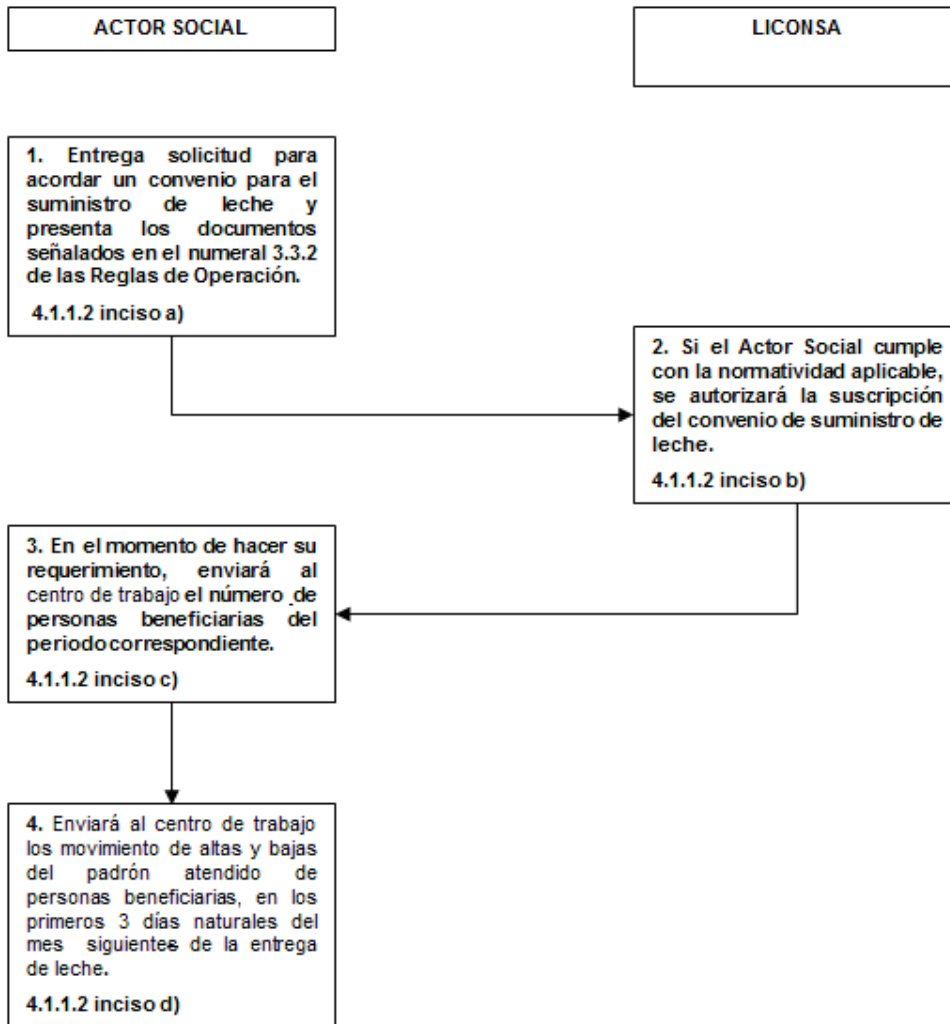 ACTOR SOCIAL
LICONSA
1. Entrega solicitud para
acordar un convenio para el
suministro de leche y
presenta los documentos
señalados en el numeral 3.3.2
de las Reglas de Operación.
4.1.1.2 inciso a)
2. Si el Actor Social cumple
con la normatividad aplicable,
se autorizará la suscripción
del convenio de suministro de
leche.
4.1.1.2 inciso b)
3. En el momento de hacer su
requerimiento, enviará al
centro de trabajo el número de
personas beneficiarias del
periodo correspondiente.
4.1.1.2 inciso c)
4. Enviará al centro de trabajo
los movimiento de altas y bajas
del padrón atendido de
personas beneficiarias, en los
primeros 3 días naturales del
mes siguientes de la entrega
de leche.
4.1.1.2 inciso d)